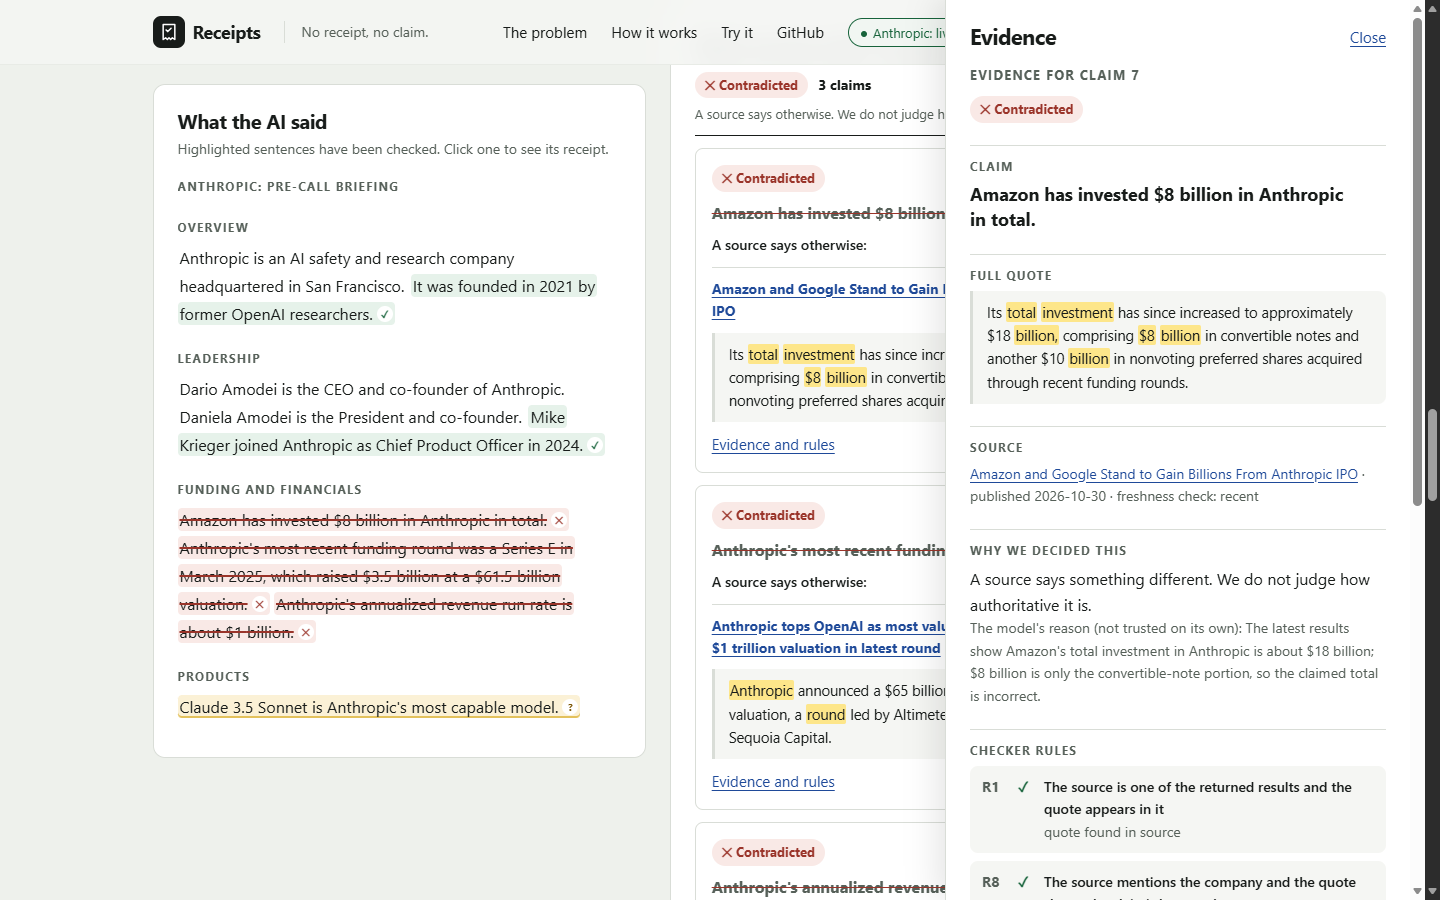 Receipts
No receipt, no claim.
The problem
How it works
Try it
GitHub
Anthropic: liv
What the AI said
Highlighted sentences have been checked. Click one to see its receipt.
ANTHROPIC: PRE-CALL BRIEFING
OVERVIEW
Anthropic is an AI safety and research company
headquartered in San Francisco. It was founded in 2021 by
former OpenAI researchers. ✓
LEADERSHIP
Dario Amodei is the CEO and co-founder of Anthropic.
Daniela Amodei is the President and co-founder. Mike
Krieger joined Anthropic as Chief Product Officer in 2024. ✓
FUNDING AND FINANCIALS
Amazon has invested $8 billion in Anthropic in total. ✕
Anthropic's most recent funding round was a Series E in
March 2025, which raised $3.5 billion at a $61.5 billion
valuation. ✕ Anthropic's annualized revenue run rate is
about $1 billion. ✕
PRODUCTS
Claude 3.5 Sonnet is Anthropic's most capable model. ?
✕ Contradicted 3 claims
A source says otherwise. We do not judge h
✕ Contradicted
Amazon has invested $8 billion
A source says otherwise:
Amazon and Google Stand to Gain
IPO
Its total investment has since incr
comprising $8 billion in convertib
nonvoting preferred shares acquir
Evidence and rules
✕ Contradicted
Anthropic's most recent fundin
A source says otherwise:
Anthropic tops OpenAI as most valu
$1 trillion valuation in latest round
Anthropic announced a $65 billion
valuation, a round led by Altimete
Sequoia Capital.
Evidence and rules
✕ Contradicted
Anthropic's annualized revenue
Evidence
Close
EVIDENCE FOR CLAIM 7
✕ Contradicted
CLAIM
Amazon has invested $8 billion in Anthropic
in total.
FULL QUOTE
Its total investment has since increased to approximately
$18 billion, comprising $8 billion in convertible notes and
another $10 billion in nonvoting preferred shares acquired
through recent funding rounds.
SOURCE
Amazon and Google Stand to Gain Billions From Anthropic IPO ·
published 2026-10-30 · freshness check: recent
WHY WE DECIDED THIS
A source says something different. We do not judge how
authoritative it is.
The model's reason (not trusted on its own): The latest results
show Amazon's total investment in Anthropic is about $18 billion;
$8 billion is only the convertible-note portion, so the claimed total
is incorrect.
CHECKER RULES
R1 ✓ The source is one of the returned results and the
quote appears in it
quote found in source
R8 ✓ The source mentions the company and the quote